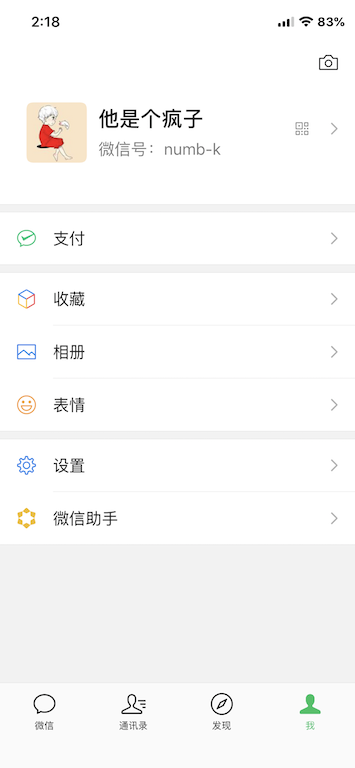 2:18
83%
他是个疯子
微信号：numb-k
支付
收藏
相册
表情
设置
微信助手
微信
通讯录
发现
我